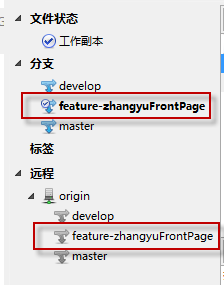 文件状态
工作副本
分支
develop
feature-zhangyuFrontPage
master
标签
远程
origin
develop
feature-zhangyuFrontPage
master